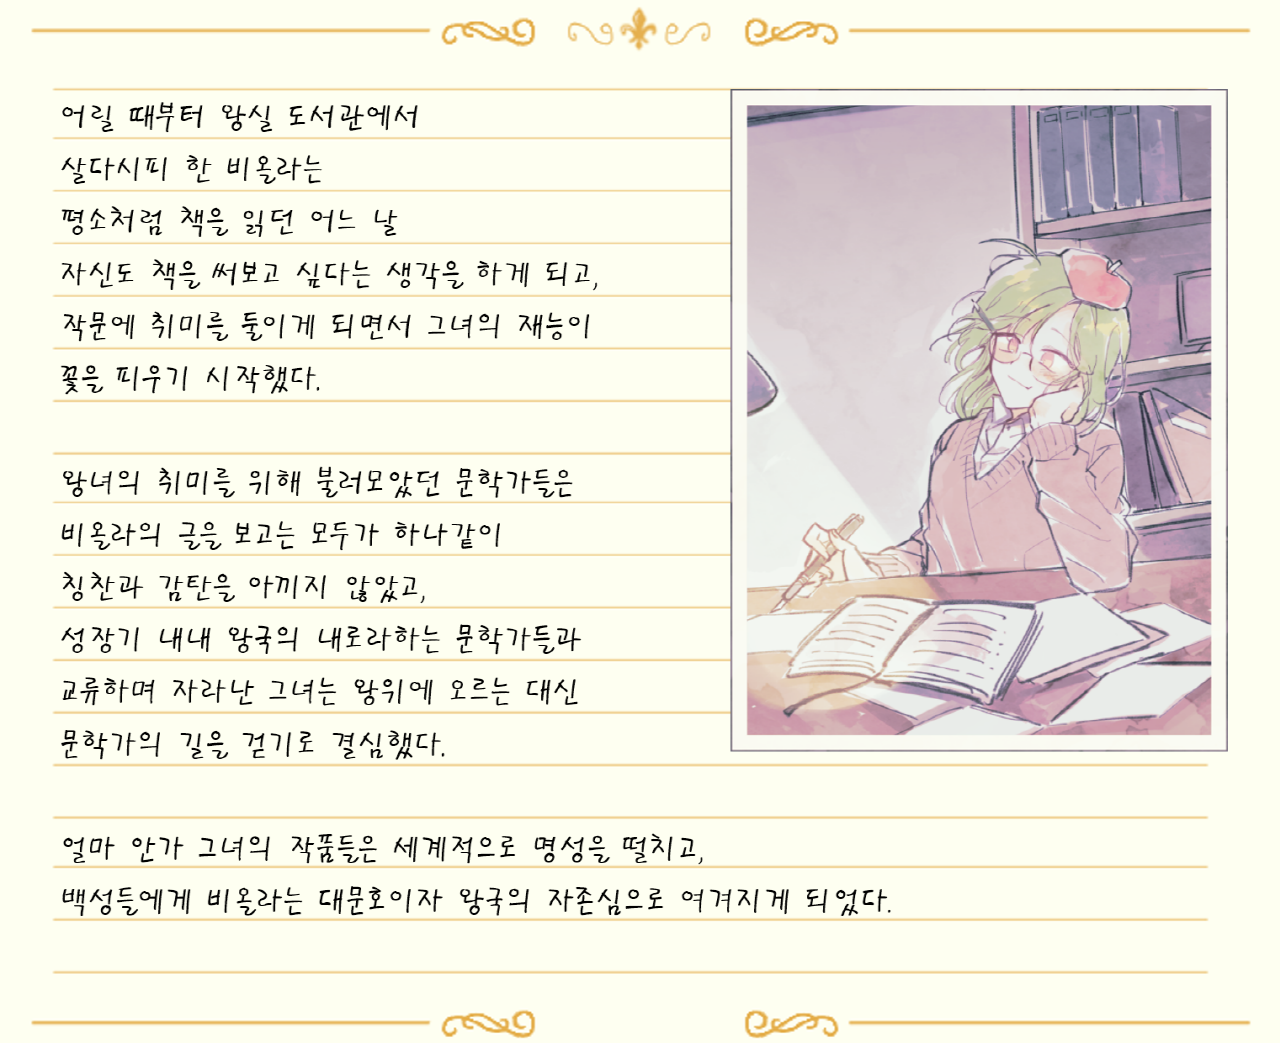 어릴 때부터 왕실 도서관에서
살다시피 한 비올라는
평소처럼 책을 읽던 어느 날
자신도 책을 써보고 싶다는 생각을 하게 되고,
작문에 취미를 둘이게 되면서 그녀의 재능이
꽃을 피우기 시작했다.
왕녀의 취미를 위해 불러모았던 문학가들은
비올라의 글을 보고는 모두가 하나같이
칭찬과 감탄을 아끼지 않았고,
성장기 내내 왕국의 내로라하는 문학가들과
교류하며 자라난 그녀는 왕위에 오르는 대신
문학가의 길을 걷기로 결심했다.
얼마 안가 그녀의 작품들은 세계적으로 명성을 떨치고,
백성들에게 비올라는 대문호이자 왕국의 자존심으로 여겨지게 되었다.